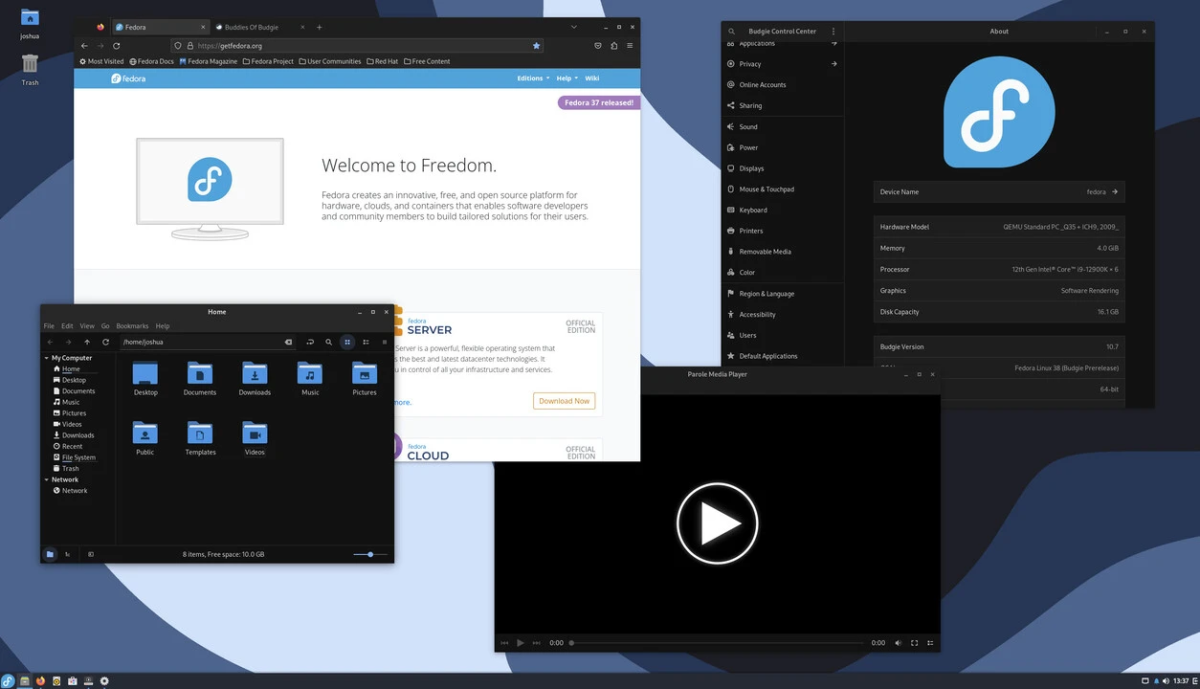 joshua
Trash
Fedora
Buddies Of Budgie
https://getfedora.org
Most Visited Fedora Docs Fedora Magazine Fedora Project User Communities Red Hat Free Content
fedora
Editions Help Wiki
Fedora 37 released!
Welcome to Freedom.
Fedora creates an innovative, free, and open source platform for
hardware, clouds, and containers that enables software developers
and community members to build tailored solutions for their users.
fedora
SERVER
OFFICIAL
EDITION
Server is a powerful, flexible operating system that
s the best and latest datacenter technologies. It
u in control of all your infrastructure and services.
more.
Download Now
fedora
CLOUD
OFFICIAL
EDITION
Home
File Edit View Go Bookmarks Help
/home/joshua
My Computer
Home
Desktop
Documents
Music
Pictures
Videos
Downloads
Recent
File System
Trash
Network
Network
Desktop Documents Downloads Music Pictures
Public Templates Videos
8 items, Free space: 10.0 GB
Budgie Control Center
Applications
Privacy
Online Accounts
Sharing
Sound
Power
Displays
Mouse & Touchpad
Keyboard
Printers
Removable Media
Color
Region & Language
Accessibility
Users
Default Applications
About
Device Name fedora
Hardware Model QEMU Standard PC _Q35 + ICH9, 2009_
Memory 4.0 GiB
Processor 12th Gen Intel® Core™ i9-12900K × 6
Graphics Software Rendering
Disk Capacity 16.1 GB
Budgie Version 10.7
Fedora Linux 38 (Budgie Prerelease)
64-bit
Parole Media Player
0:00
0:00
13:37